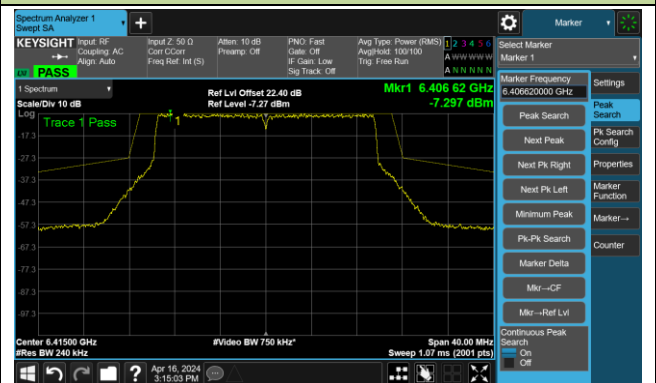 Spectrum Analyzer 1
Swept SA
Marker
KEYSIGHT
Input: RF
Coupling: AC
Align: Auto
Input Z: 50 Ω
Corr CCorr
Freq Ref: Int (S)
Atten: 10 dB
Preamp: Off
PNO: Fast
Gate: Off
IF Gain: Low
Sig Track: Off
Avg Type: Power (RMS)
Avg|Hold: 100/100
Trig: Free Run
1 2 3 4 5 6
A W W W W W
A N N N N N
LXI
PASS
Select Marker
Marker 1
1 Spectrum
Scale/Div 10 dB
Ref Lvl Offset 22.40 dB
Ref Level -7.27 dBm
Mkr1 6.406 62 GHz
-7.297 dBm
Log
Trace 1 Pass
1
-17.3
-27.3
-37.3
-47.3
-57.3
-67.3
-77.3
-87.3
-97.3
Center 6.41500 GHz
#Res BW 240 kHz
#Video BW 750 kHz*
Span 40.00 MHz
Sweep 1.07 ms (2001 pts)
Marker Frequency
6.406620000 GHz
Peak Search
Next Peak
Next Pk Right
Next Pk Left
Minimum Peak
Pk-Pk Search
Marker Delta
Mkr→CF
Mkr→Ref Lvl
Continuous Peak
Search
On
Off
Settings
Peak
Search
Pk Search
Config
Properties
Marker
Function
Marker→
Counter
Apr 16, 2024
3:15:03 PM